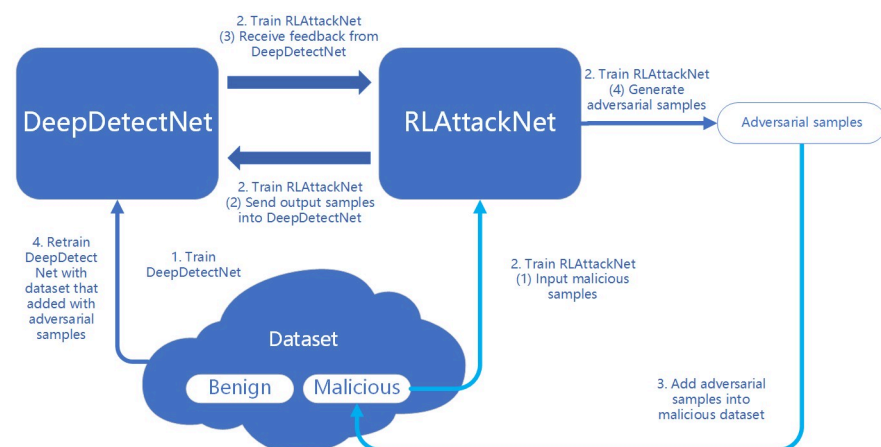 2. Train RLAttackNet
(3) Receive feedback from
DeepDetectNet
DeepDetectNet
RLAttackNet
2. Train RLAttackNet
(4) Generate
adversarial samples
Adversarial samples
2. Train RLAttackNet
(2) Send output samples
into DeepDetectNet
4. Retrain
DeepDetect
Net with
dataset that
added with
adversarial
samples
1. Train
DeepDetectNet
2. Train RLAttackNet
(1) Input malicious
samples
Dataset
Benign
Malicious
3. Add adversarial
samples into
malicious dataset